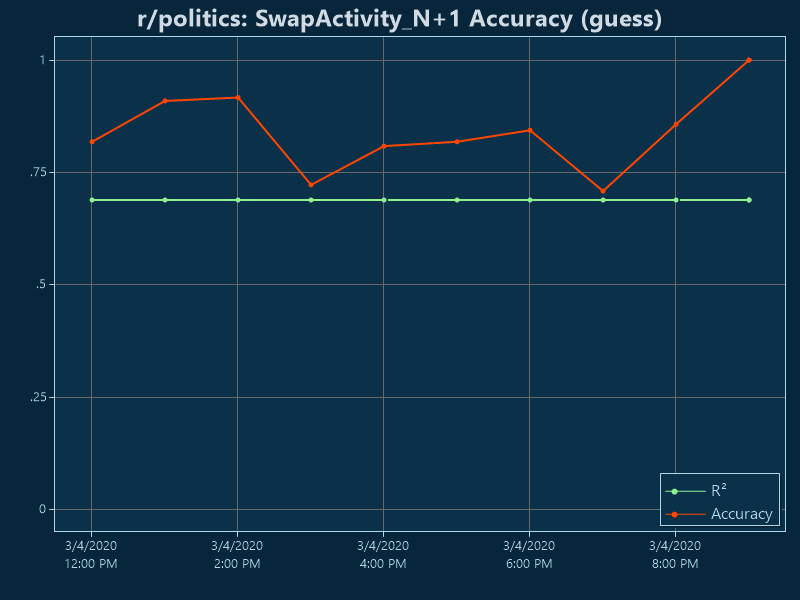 r/politics: SwapActivity_N+1 Accuracy (guess)
1
.75
.5
.25
0
3/4/2020
12:00 PM
3/4/2020
2:00 PM
3/4/2020
4:00 PM
3/4/2020
6:00 PM
3/4/2020
8:00 PM
R²
Accuracy